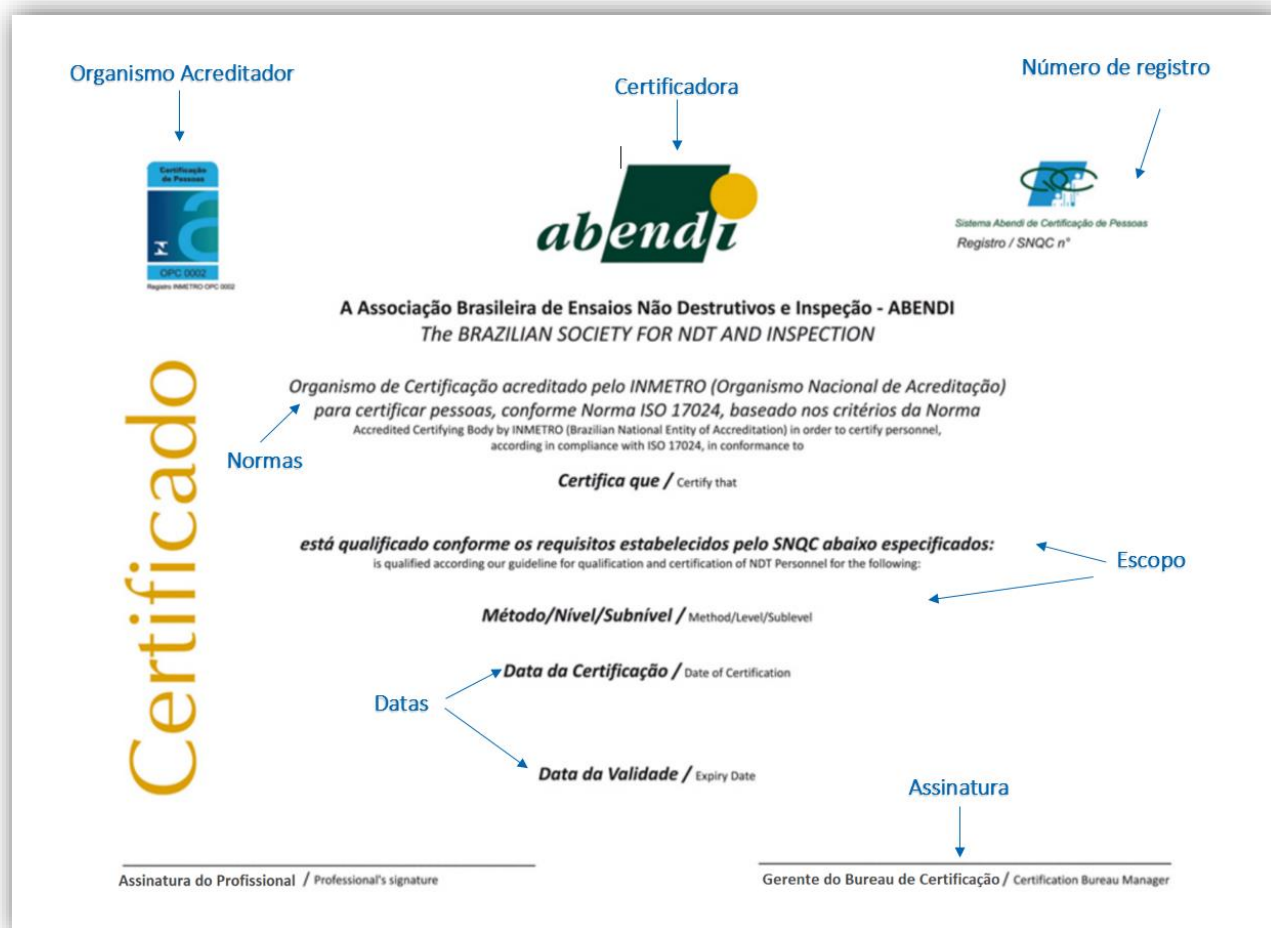 Organismo Acreditador
Certificadora
Número de registro
Certificação
de Pessoas
a
OPC 0002
Registro INMETRO OPC 0002
abendi
Sistema Abendi de Certificação de Pessoas
Registro / SNQC n°
A Associação Brasileira de Ensaios Não Destrutivos e Inspeção - ABENDI
The BRAZILIAN SOCIETY FOR NDT AND INSPECTION
Certificado
Organismo de Certificação acreditado pelo INMETRO (Organismo Nacional de Acreditação)
para certificar pessoas, conforme Norma ISO 17024, baseado nos critérios da Norma
Accredited Certifying Body by INMETRO (Brazilian National Entity of Accreditation) in order to certify personnel,
according in compliance with ISO 17024, in conformance to
Normas
Certifica que / Certify that
está qualificado conforme os requisitos estabelecidos pelo SNQC abaixo especificados:
is qualified according our guideline for qualification and certification of NDT Personnel for the following:
Escopo
Método/Nível/Subnível / Method/Level/Sublevel
Data da Certificação / Date of Certification
Datas
Data da Validade / Expiry Date
Assinatura
Assinatura do Profissional / Professional's signature
Gerente do Bureau de Certificação / Certification Bureau Manager